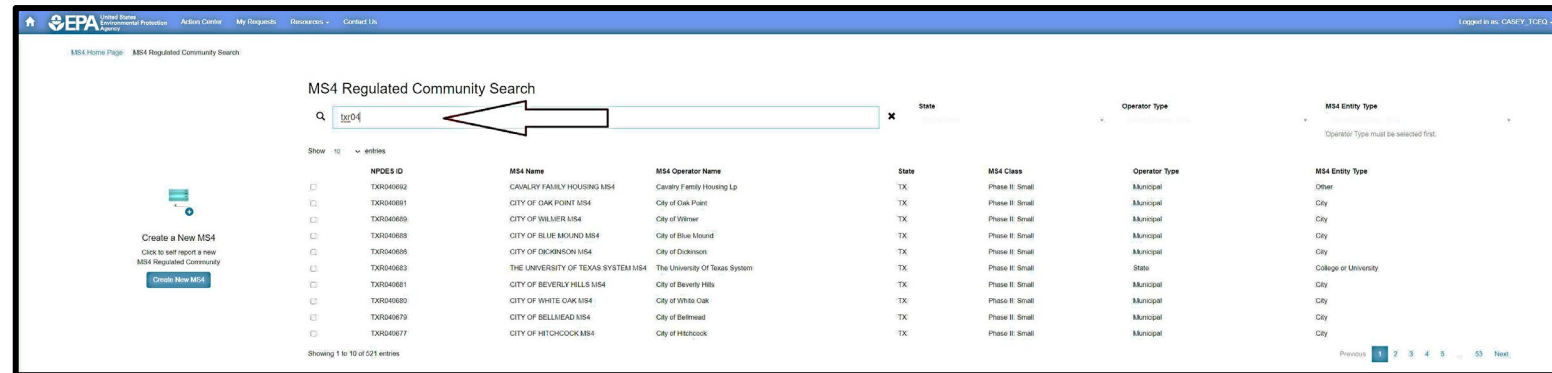 EPA United States Environmental Protection Agency Action Center My Requests Resources Contact Us Logged in as: CASEY_TCEQ
MS4 Home Page MS4 Regulated Community Search
MS4 Regulated Community Search
txr04
State Operator Type MS4 Entity Type
Operator Type must be selected first.
Show 10 entries
NPDES ID MS4 Name MS4 Operator Name State MS4 Class Operator Type MS4 Entity Type
TXR040692 CAVALRY FAMILY HOUSING MS4 Cavalry Family Housing Lp TX Phase II: Small Municipal Other
TXR040691 CITY OF OAK POINT MS4 City of Oak Point TX Phase II: Small Municipal City
TXR040689 CITY OF WILMER MS4 City of Wilmer TX Phase II: Small Municipal City
TXR040688 CITY OF BLUE MOUND MS4 City of Blue Mound TX Phase II: Small Municipal City
TXR040686 CITY OF DICKINSON MS4 City of Dickinson TX Phase II: Small Municipal City
TXR040683 THE UNIVERSITY OF TEXAS SYSTEM MS4 The University Of Texas System TX Phase II: Small State College or University
TXR040681 CITY OF BEVERLY HILLS MS4 City of Beverly Hills TX Phase II: Small Municipal City
TXR040680 CITY OF WHITE OAK MS4 City of White Oak TX Phase II: Small Municipal City
TXR040679 CITY OF BELLMEAD MS4 City of Bellmead TX Phase II: Small Municipal City
TXR040677 CITY OF HITCHCOCK MS4 City of Hitchcock TX Phase II: Small Municipal City
Showing 1 to 10 of 521 entries Previous 1 2 3 4 5 ... 53 Next
Create a New MS4
Click to self report a new
MS4 Regulated Community
Create New MS4